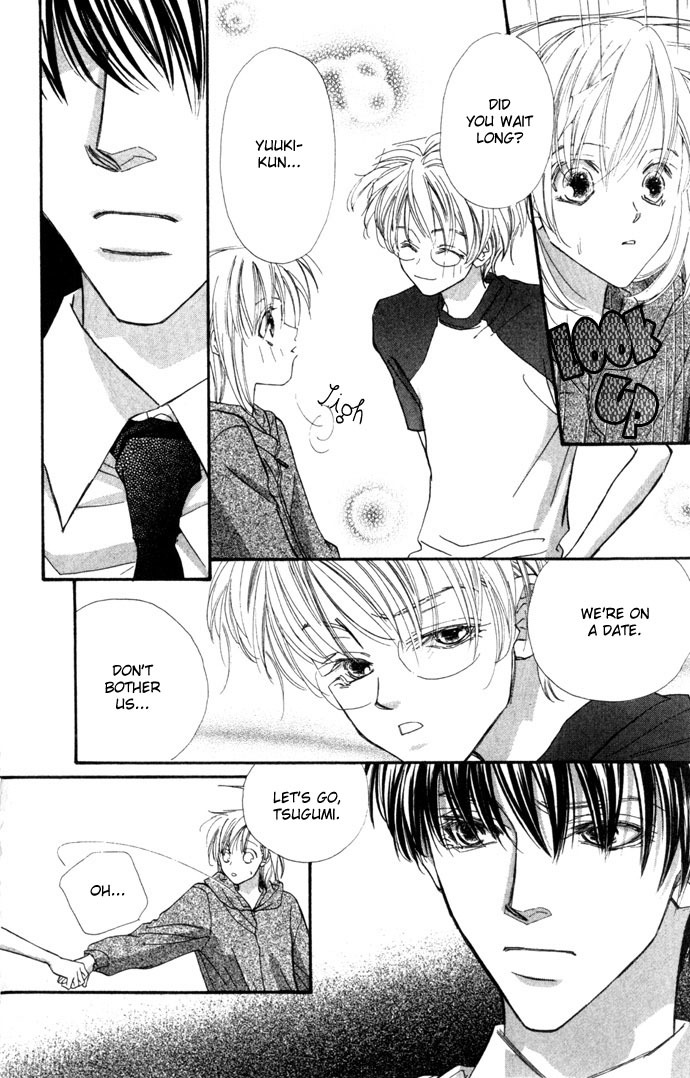 DID
YOU WAIT
LONG?
LOOK
UP
YUUKI-
KUN...
Sigh
WE'RE ON
A DATE.
DON'T
BOTHER
US...
LET'S GO,
TSUGUMI.
OH...